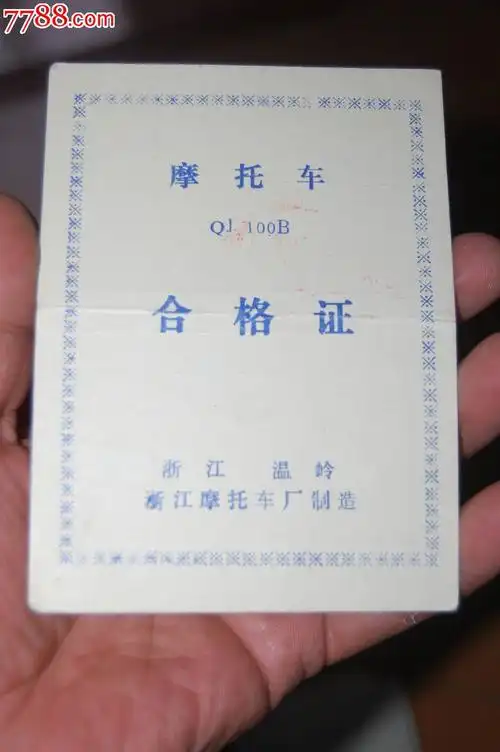 7788.com
摩托车
QJ 100B
合格证
浙江 温岭
浙江摩托车厂制造